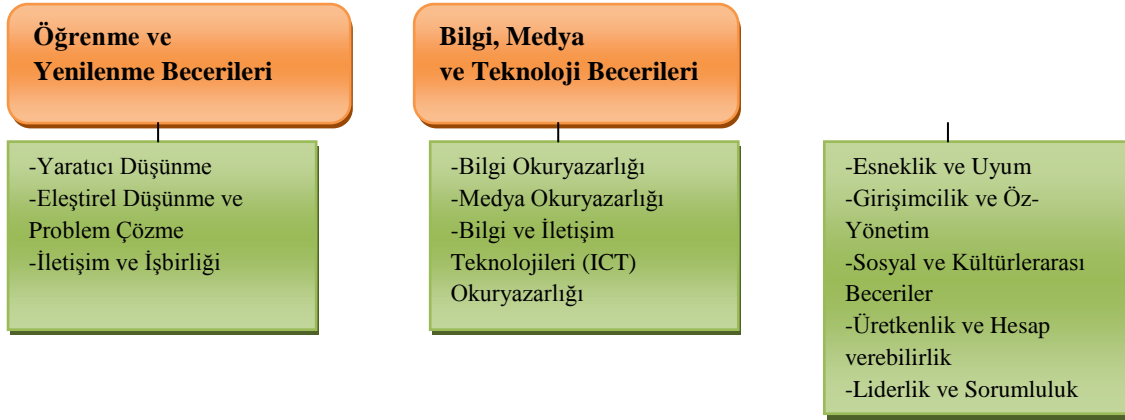 Öğrenme ve
Yenilenme Becerileri
-Yaratıcı Düşünme
-Eleştirel Düşünme ve
Problem Çözme
-İletişim ve İşbirliği
Bilgi, Medya
ve Teknoloji Becerileri
-Bilgi Okuryazarlığı
-Medya Okuryazarlığı
-Bilgi ve İletişim
Teknolojileri (ICT)
Okuryazarlığı
-Esneklik ve Uyum
-Girişimcilik ve Öz-
Yönetim
-Sosyal ve Kültürlerarası
Beceriler
-Üretkenlik ve Hesap
verebilirlik
-Liderlik ve Sorumluluk